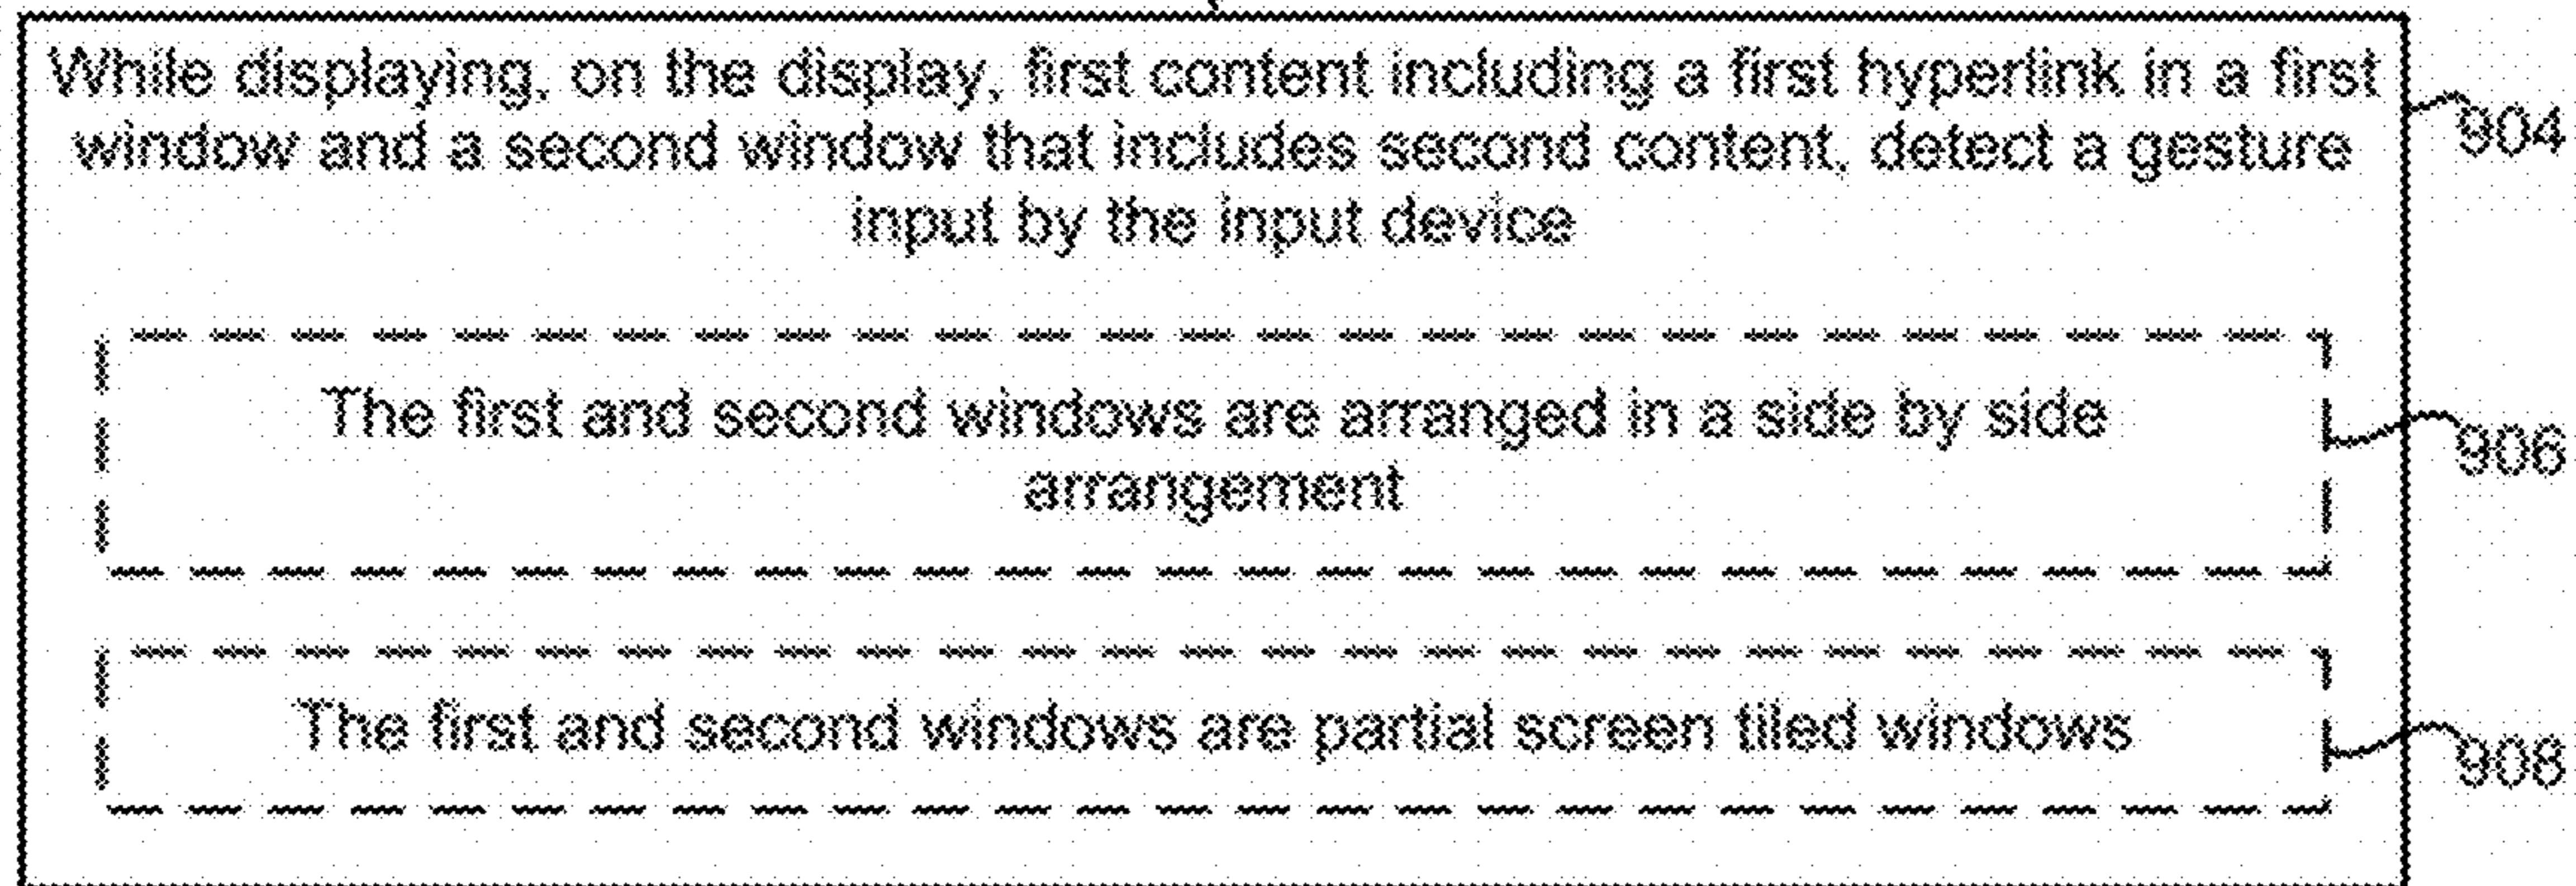 While displaying, on the display, first content including a first hyperlink in a first
904
window and a second window that includes second content, detect a gesture
input by the input device
The first and second windows are arranged in a side by side
906
arrangement
The first and second windows are partial screen tiled windows
908